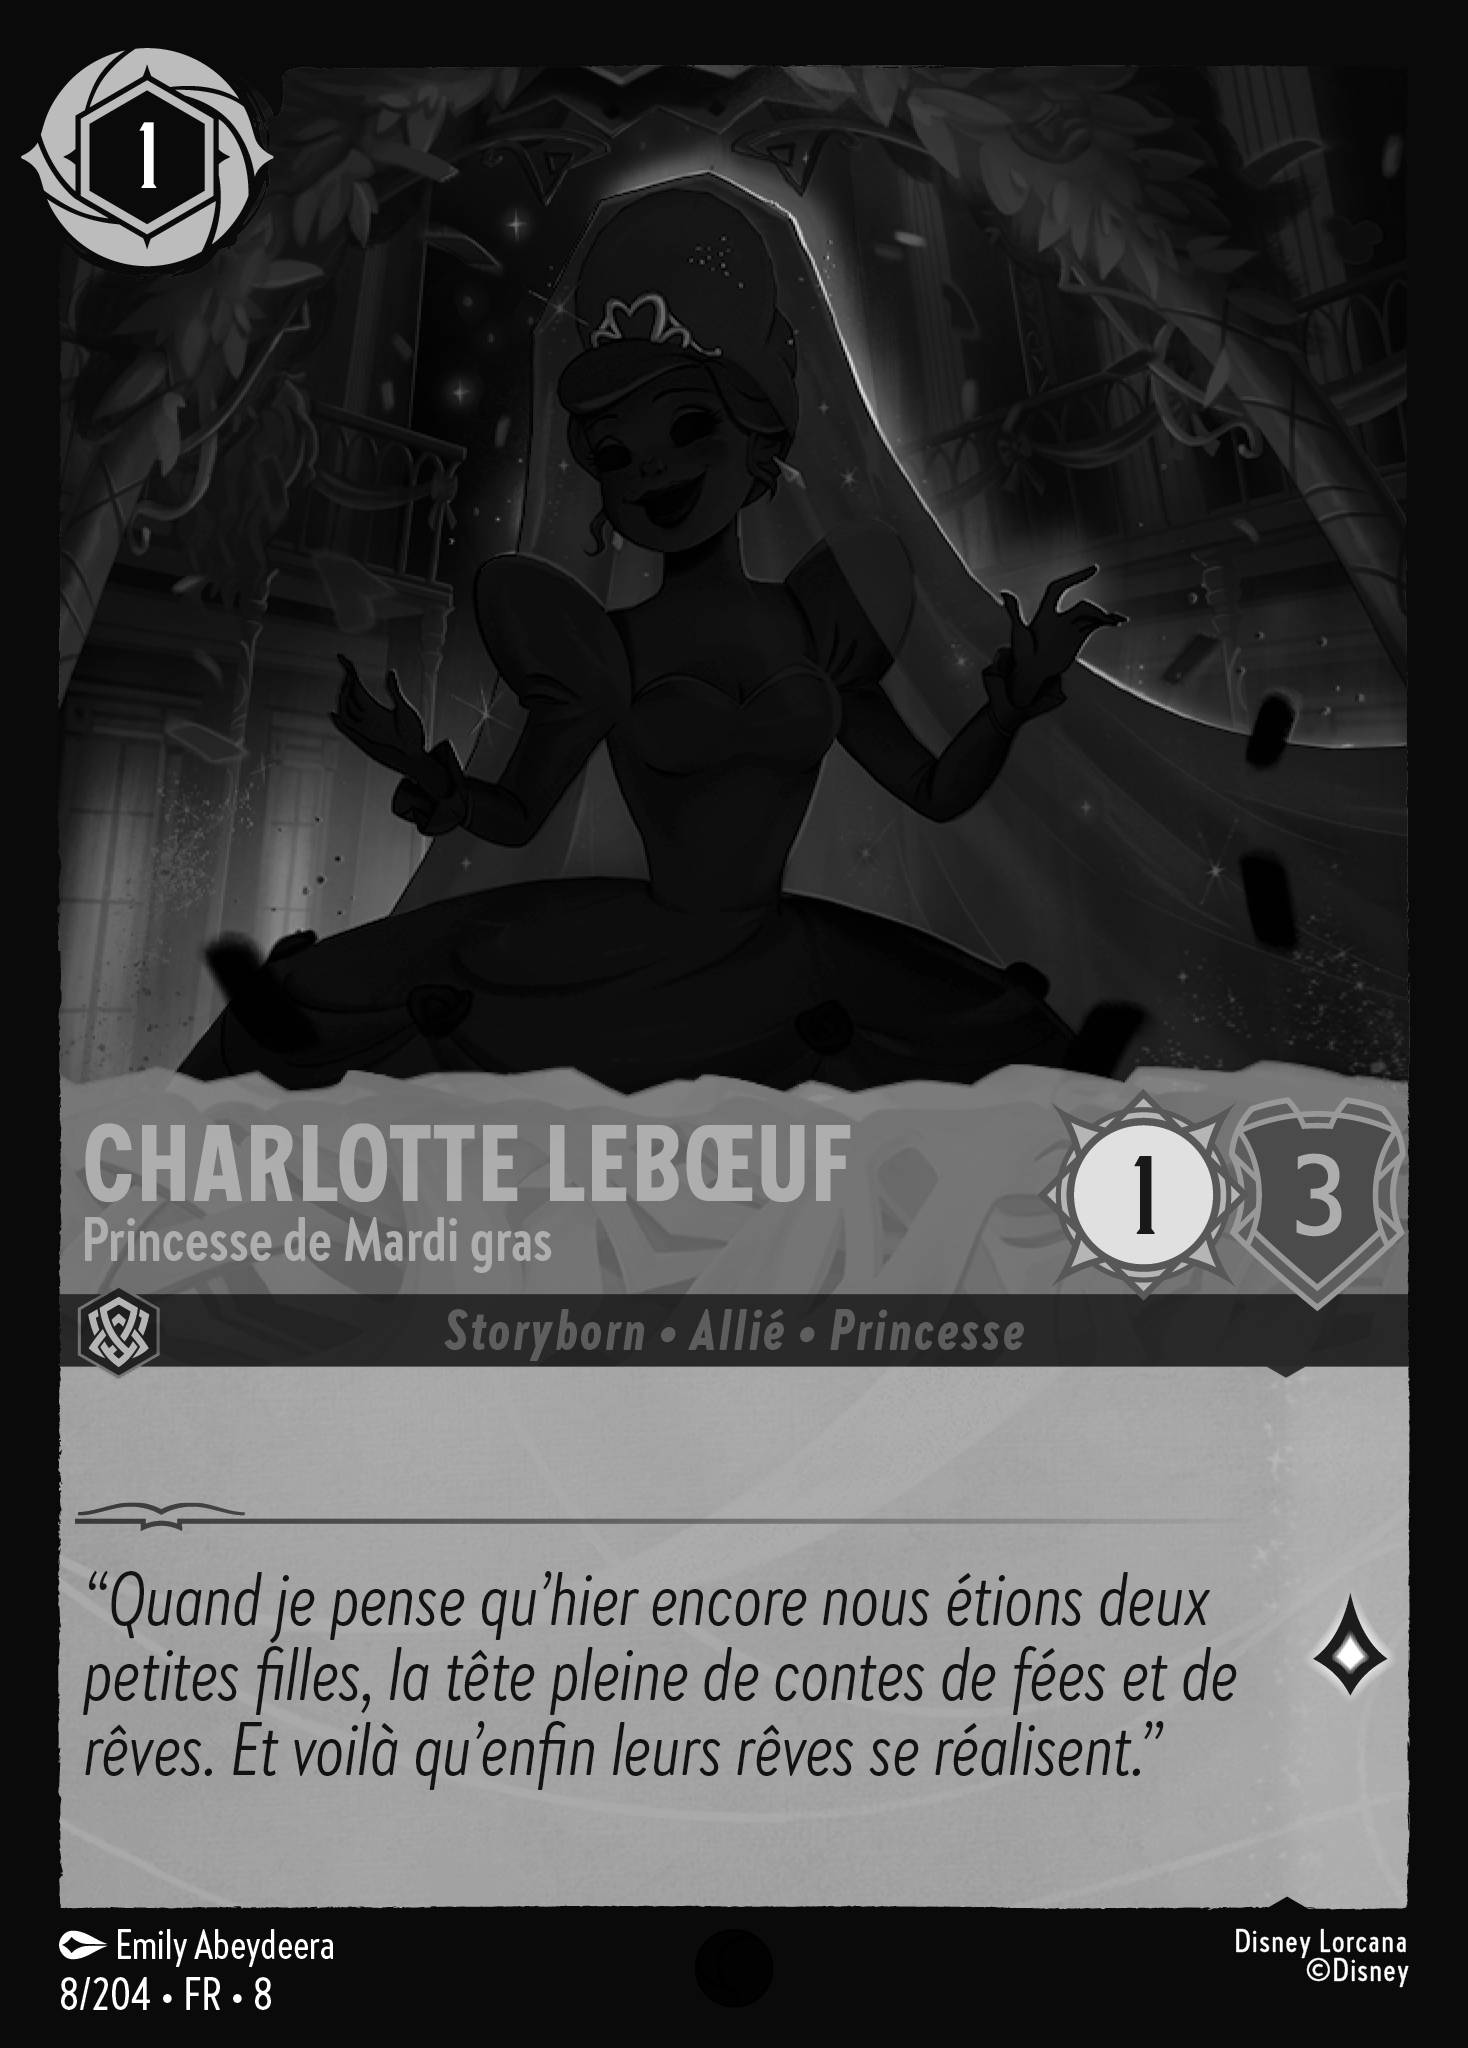 1
CHARLOTTE LEBŒUF
Princesse de Mardi gras
1
3
Storyborn • Allié • Princesse
“Quand je pense qu’hier encore nous étions deux
petites filles, la tête pleine de contes de fées et de
rêves. Et voilà qu’enfin leurs rêves se réalisent.”
Emily Abeydeera
8/204 • FR • 8
Disney Lorcana
©Disney